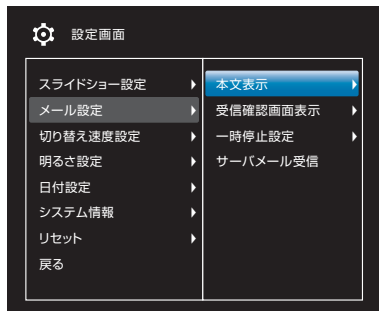 設定画面
スライドショー設定
メール設定
切り替え速度設定
明るさ設定
日付設定
システム情報
リセット
戻る
本文表示
受信確認画面表示
一時停止設定
サーバメール受信